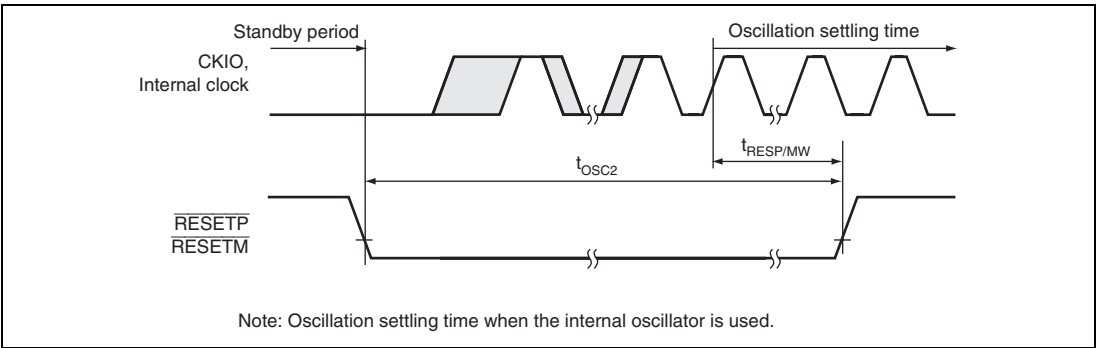 Standby period
Oscillation settling time
CKIO,
Internal clock
tRESP/MW
tOSC2
RESETP
RESETM
Note: Oscillation settling time when the internal oscillator is used.